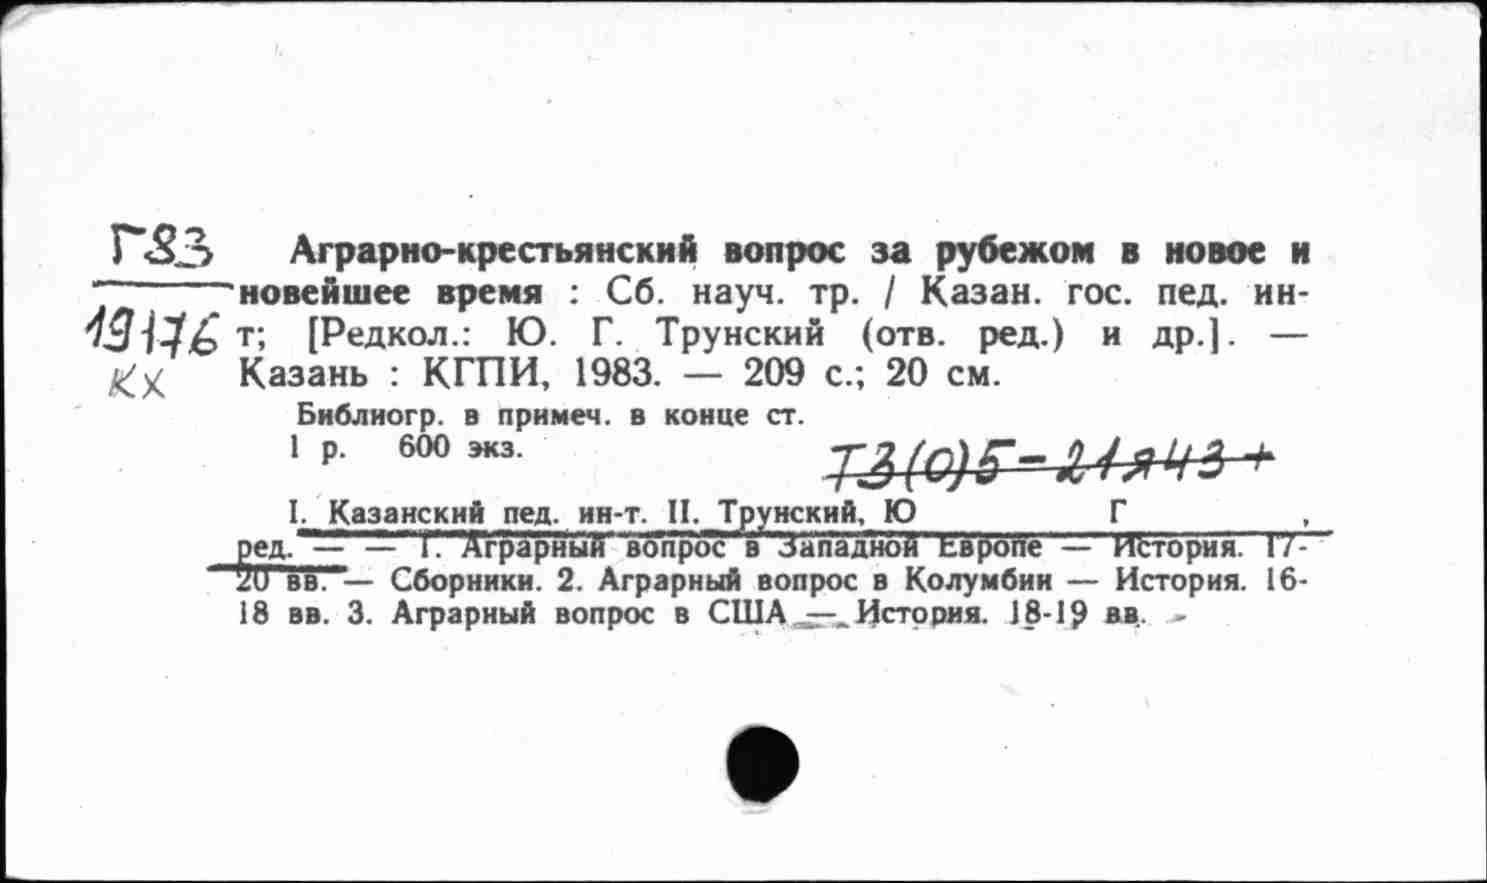 Г83 Аграрно-крестьянский вопрос за рубежом в новое и
новейшее время : Сб. науч. тр. / Казан. гос. пед. ин-
19176 т; [Редкол.: Ю. Г. Трунский (отв. ред.) и др.]. —
КХ Казань : КГПИ, 1983. — 209 с.; 20 см.
Библиогр. в примеч. в конце ст.
1 р. 600 экз.
Т3(0)5-21я43+
I. Казанский пед. ин-т. II. Трунский, Ю Г ,
ред. — — 1. Аграрный вопрос в Западной Европе — История. 17-
20 вв. — Сборники. 2. Аграрный вопрос в Колумбии — История. 16-
18 вв. 3. Аграрный вопрос в США — История. 18-19 вв.